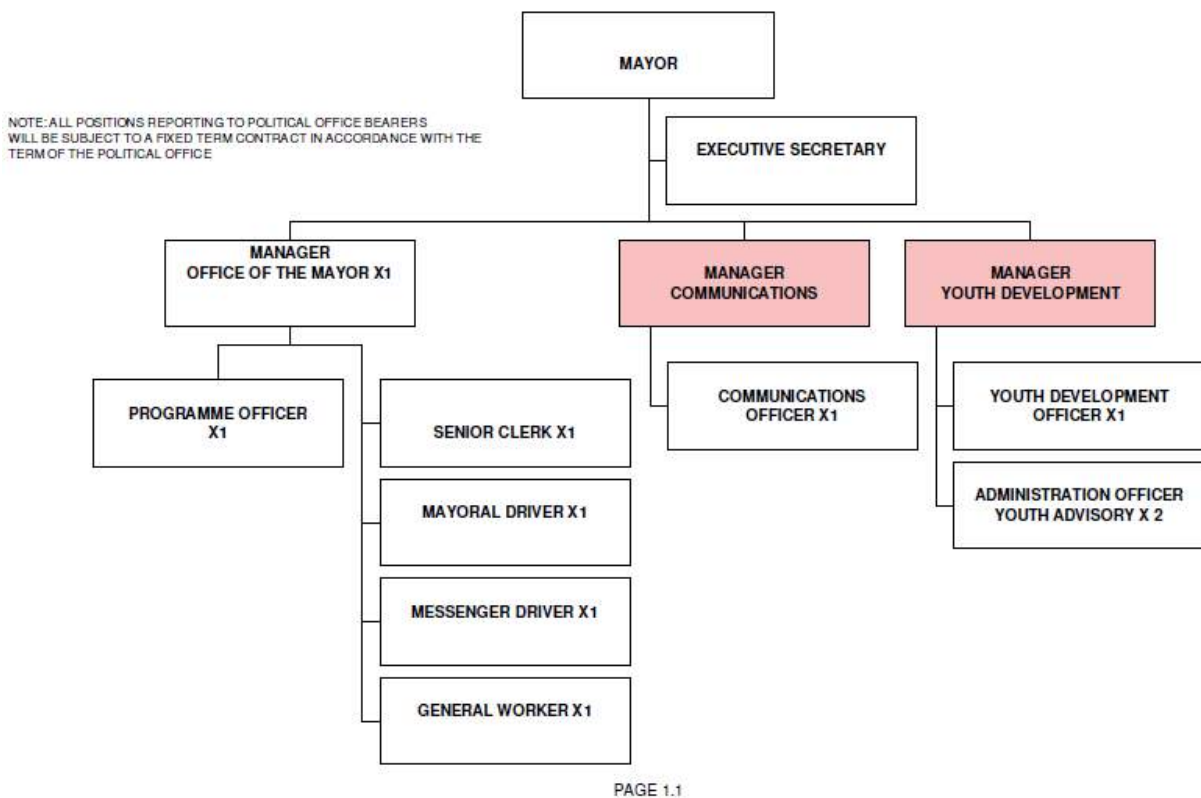 MAYOR
NOTE: ALL POSITIONS REPORTING TO POLITICAL OFFICE BEARERS
WILL BE SUBJECT TO A FIXED TERM CONTRACT IN ACCORDANCE WITH THE
TERM OF THE POLITICAL OFFICE
EXECUTIVE SECRETARY
MANAGER
OFFICE OF THE MAYOR X1
MANAGER
COMMUNICATIONS
MANAGER
YOUTH DEVELOPMENT
PROGRAMME OFFICER
X1
SENIOR CLERK X1
MAYORAL DRIVER X1
MESSENGER DRIVER X1
GENERAL WORKER X1
COMMUNICATIONS
OFFICER X1
YOUTH DEVELOPMENT
OFFICER X1
ADMINISTRATION OFFICER
YOUTH ADVISORY X 2
PAGE 1.1